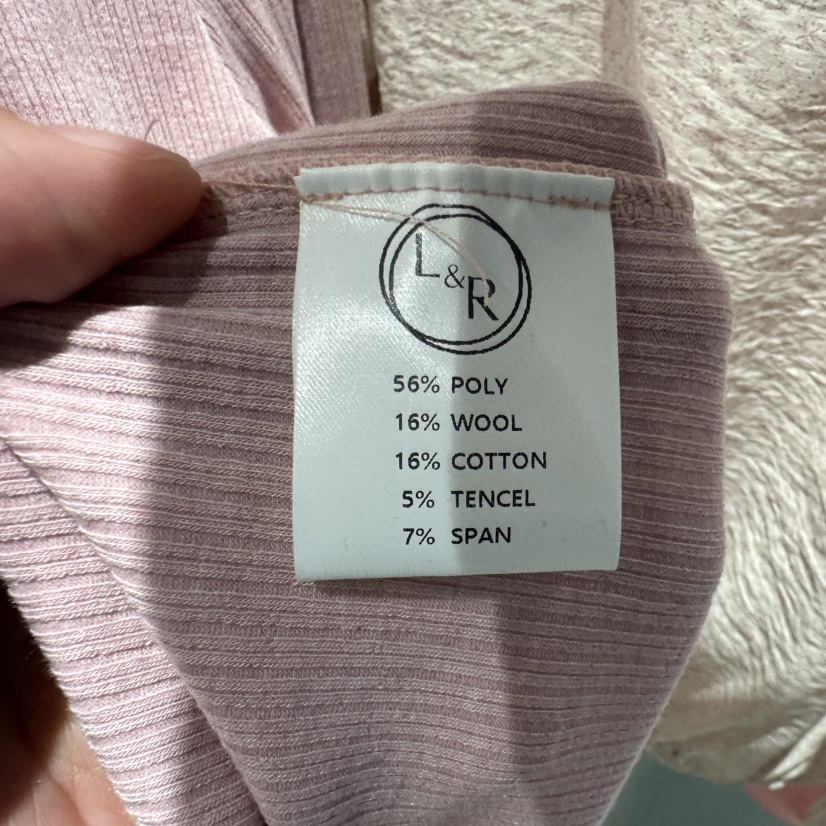 L&R
56% POLY
16% WOOL
16% COTTON
5% TENCEL
7% SPAN